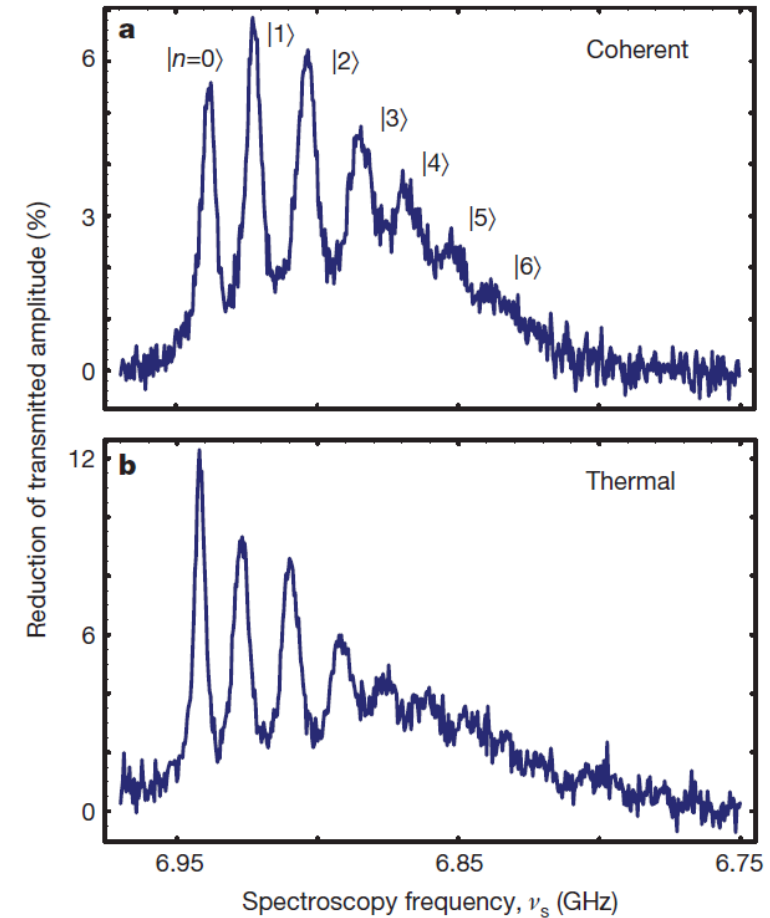 a
Coherent
|n=0⟩
|1⟩
|2⟩
|3⟩
|4⟩
|5⟩
|6⟩
6
3
0
b
Thermal
12
6
0
6.95
6.85
6.75
Reduction of transmitted amplitude (%)
Spectroscopy frequency, νs (GHz)